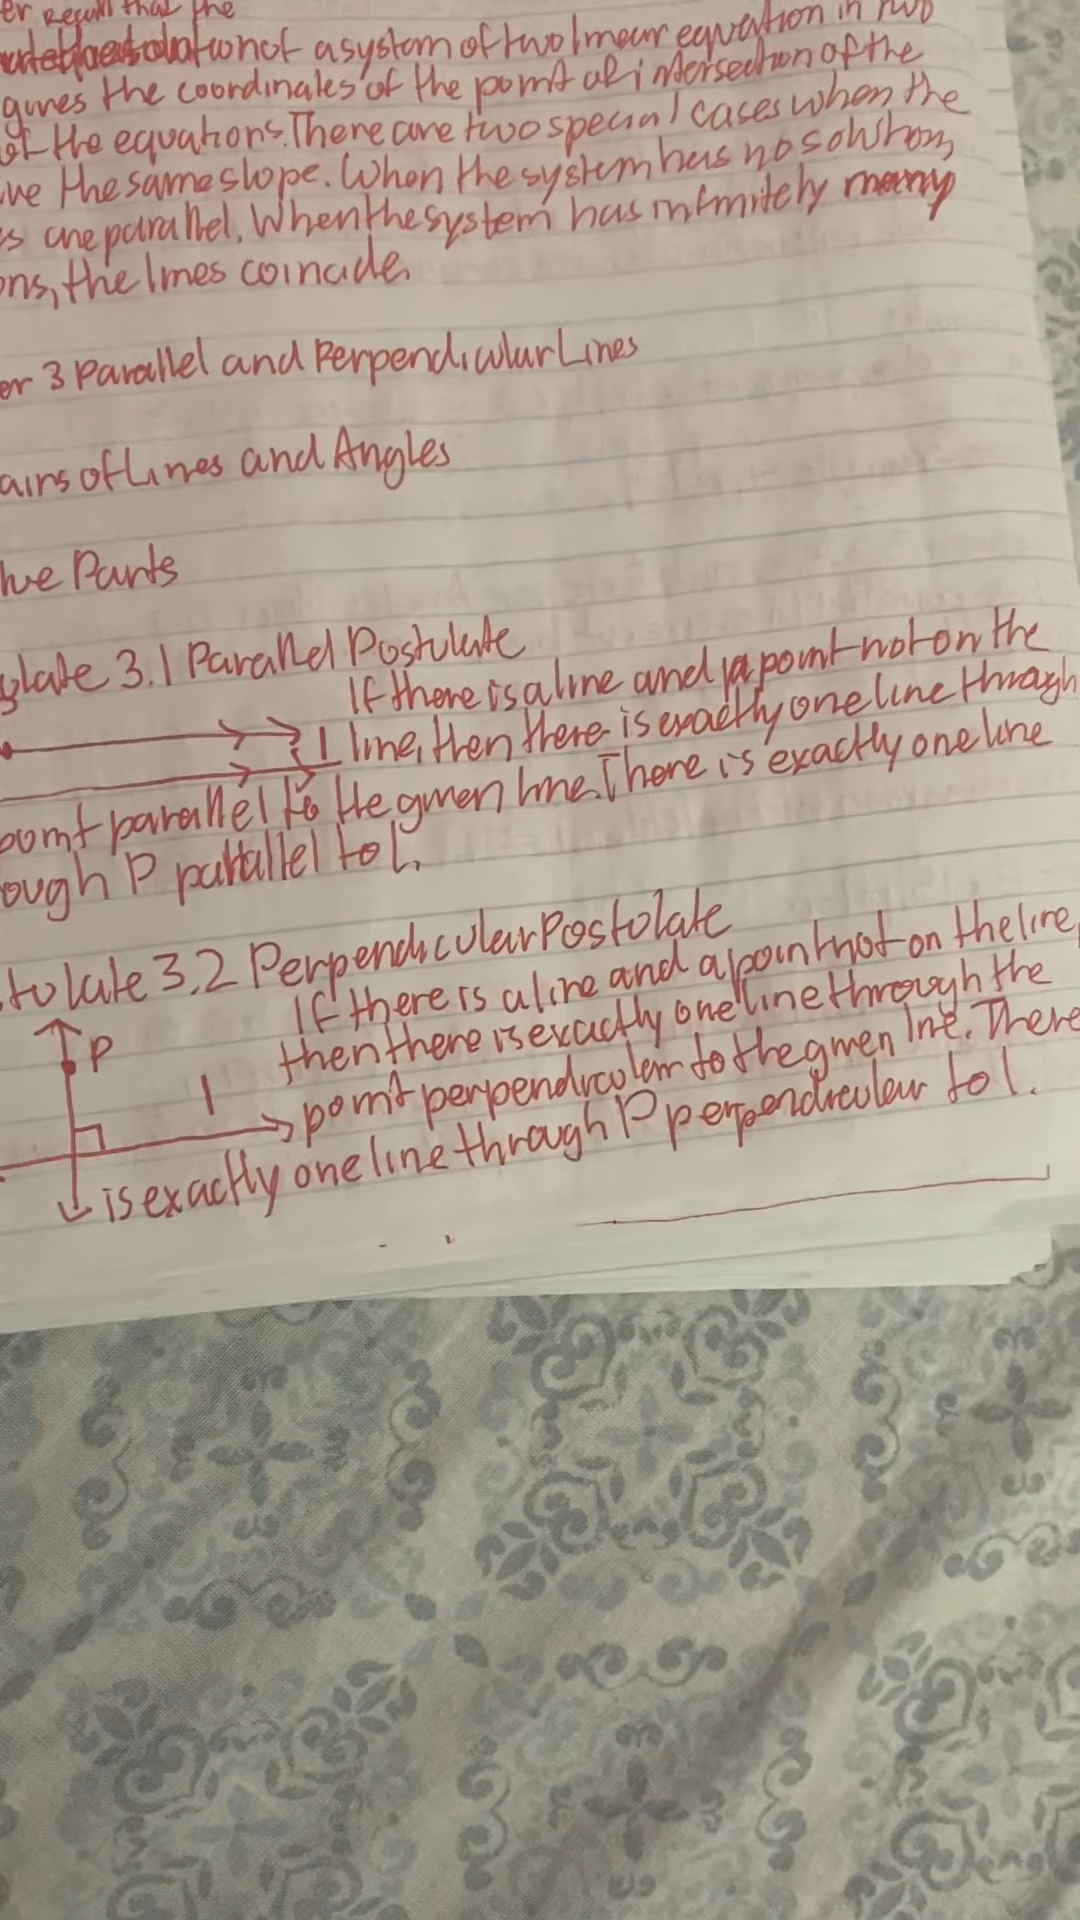 er Recall that the
not a system of two linear equation in two
gives the coordinates of the point of intersection of the
of the equations. There are two special cases when the
ve the same slope. When the system has no solution,
s are parallel. When the system has infinitely many
ons, the lines coincide.
er 3 Parallel and Perpendicular Lines
airs of Lines and Angles
ve Parts
ulate 3.1 Parallel Postulate
If there is a line and a point not on the
l line, then there is exactly one line through
point parallel to the given line. There is exactly one line
ough P parallel to l.
stolate 3.2 Perpendicular Postolate
If there is a line and a point not on the line,
then there is exactly one line through the
P
l
point perpendicular to the given line. There
is exactly one line through P perpendicular to l.